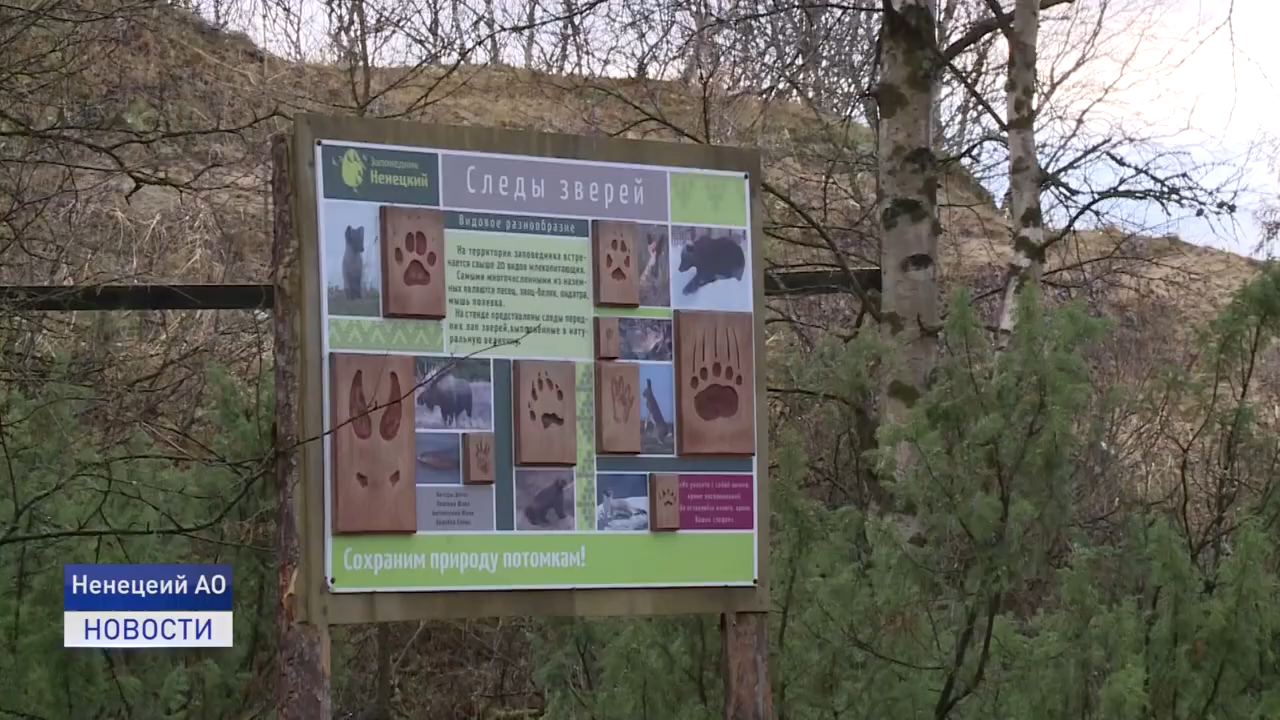 Заповедник
Ненецкий
Следы зверей
Видовое разнообразие
На территории заповедника встре-
чается свыше 20 видов млекопитающих.
Самыми многочисленными из назем-
ных являются песец, заяц-беляк, ондатра,
мышь полевка.
На стенде представлены следы перед-
них лап зверей, выполненные в нату-
ральную величину.
Сохраним природу потомкам!
Ненецеий АО
НОВОСТИ